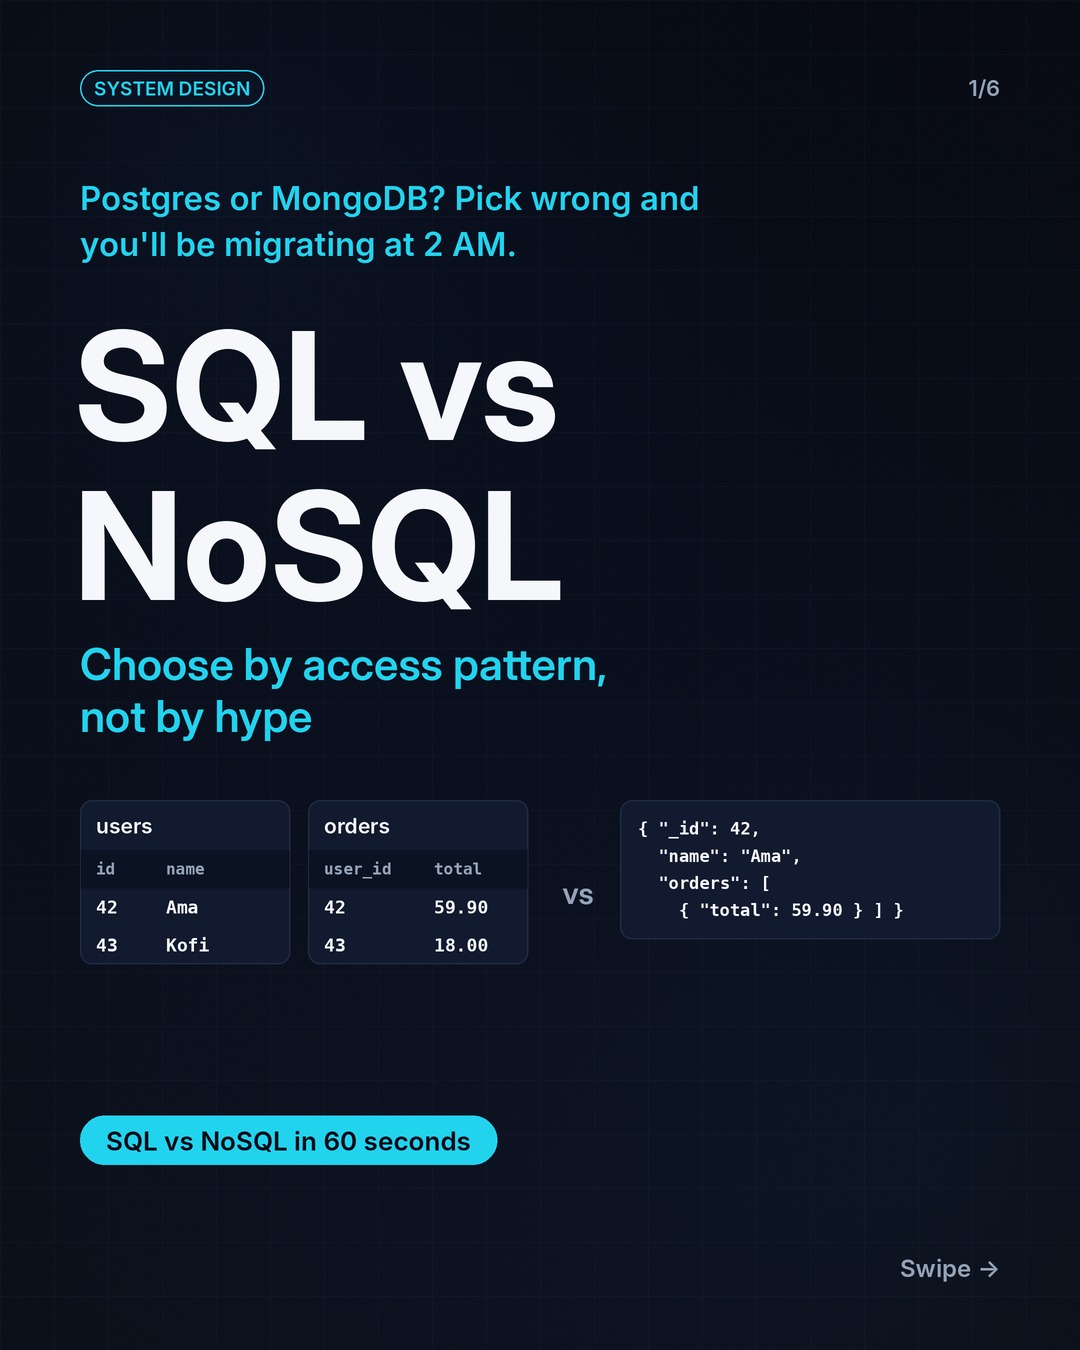 SYSTEM DESIGN
1/6
Postgres or MongoDB? Pick wrong and
you'll be migrating at 2 AM.
SQL vs
NoSQL
Choose by access pattern,
not by hype
users
id name
42 Ama
43 Kofi
orders
user_id total
42 59.90
43 18.00
vs
{ "_id": 42,
"name": "Ama",
"orders": [
{ "total": 59.90 } ] }
SQL vs NoSQL in 60 seconds
Swipe →